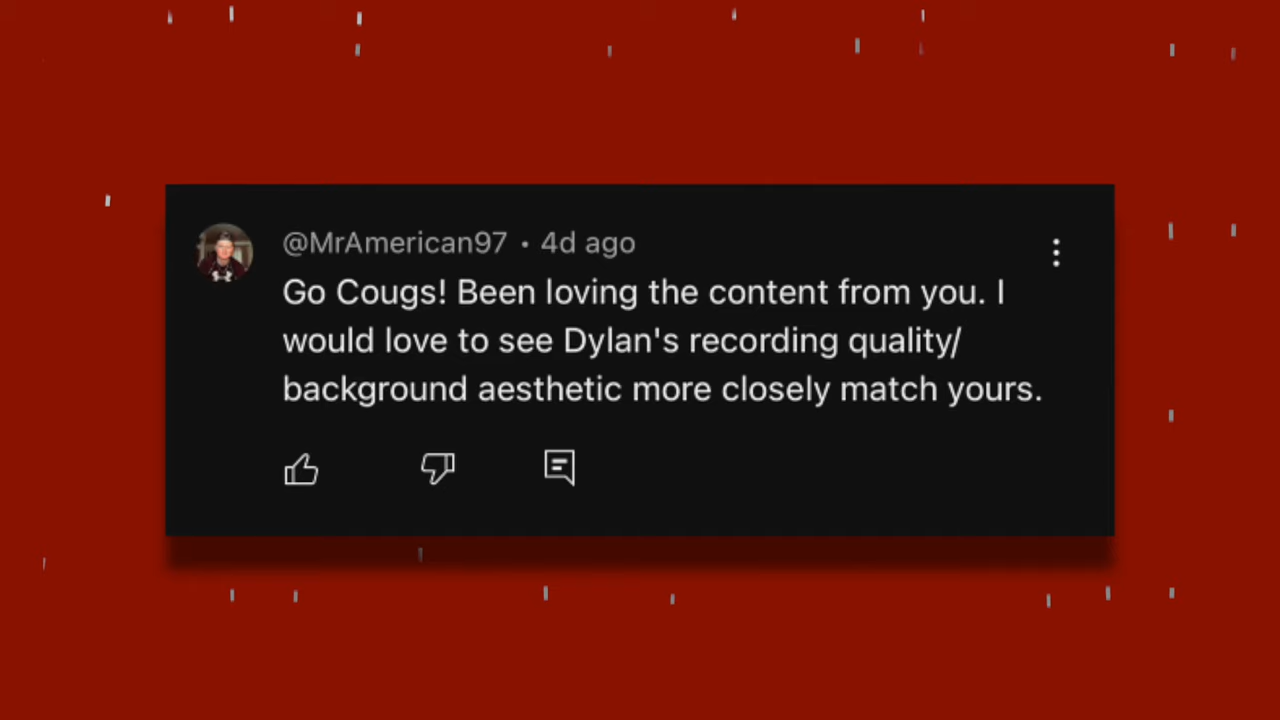 @MrAmerican97 • 4d ago
Go Cougs! Been loving the content from you. I
would love to see Dylan's recording quality/
background aesthetic more closely match yours.